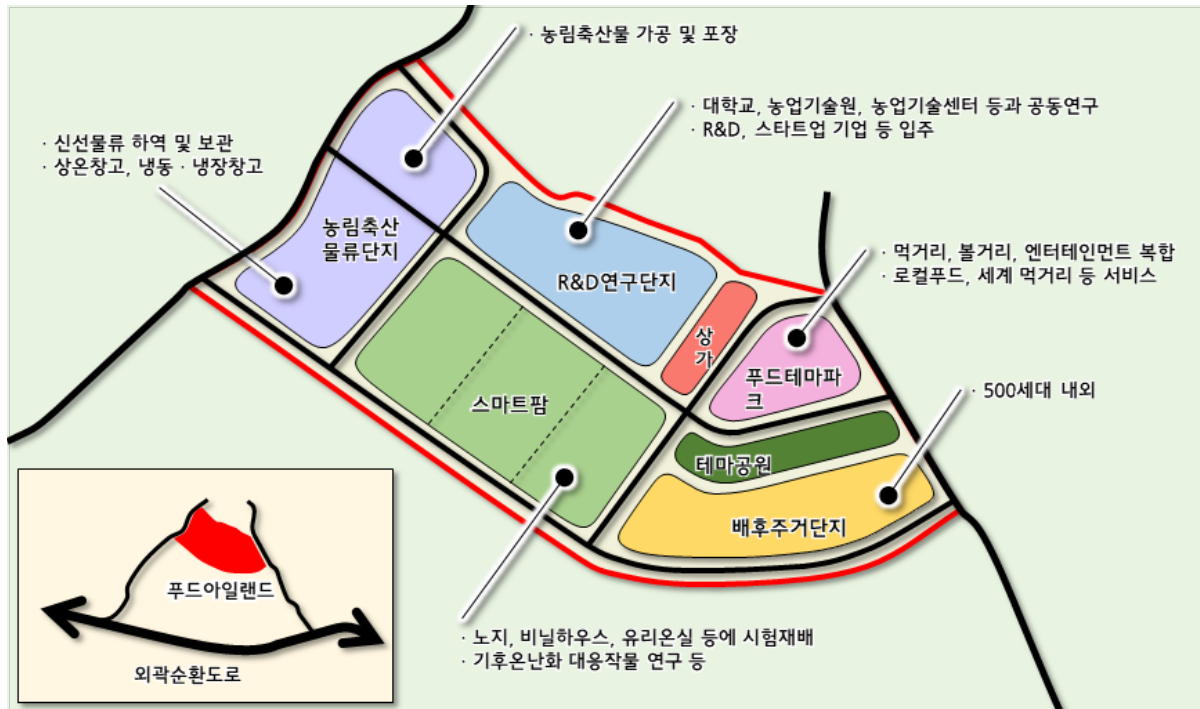 · 농림축산물 가공 및 포장
· 대학교, 농업기술원, 농업기술센터 등과 공동연구
· R&D, 스타트업 기업 등 입주
· 신선물류 하역 및 보관
· 상온창고, 냉동 · 냉장창고
농림축산
물류단지
R&D연구단지
· 먹거리, 볼거리, 엔터테인먼트 복합
· 로컬푸드, 세계 먹거리 등 서비스
상
가
푸드테마파
크
스마트팜
· 500세대 내외
테마공원
배후주거단지
푸드아일랜드
외곽순환도로
· 노지, 비닐하우스, 유리온실 등에 시험재배
· 기후온난화 대응작물 연구 등